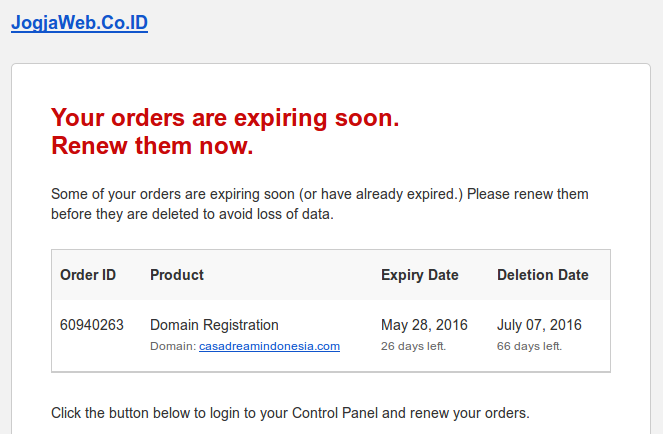 JogjaWeb.Co.ID
Your orders are expiring soon.
Renew them now.
Some of your orders are expiring soon (or have already expired.) Please renew them
before they are deleted to avoid loss of data.
Order ID Product Expiry Date Deletion Date
60940263 Domain Registration May 28, 2016 July 07, 2016
Domain: casadreamindonesia.com 26 days left. 66 days left.
Click the button below to login to your Control Panel and renew your orders.